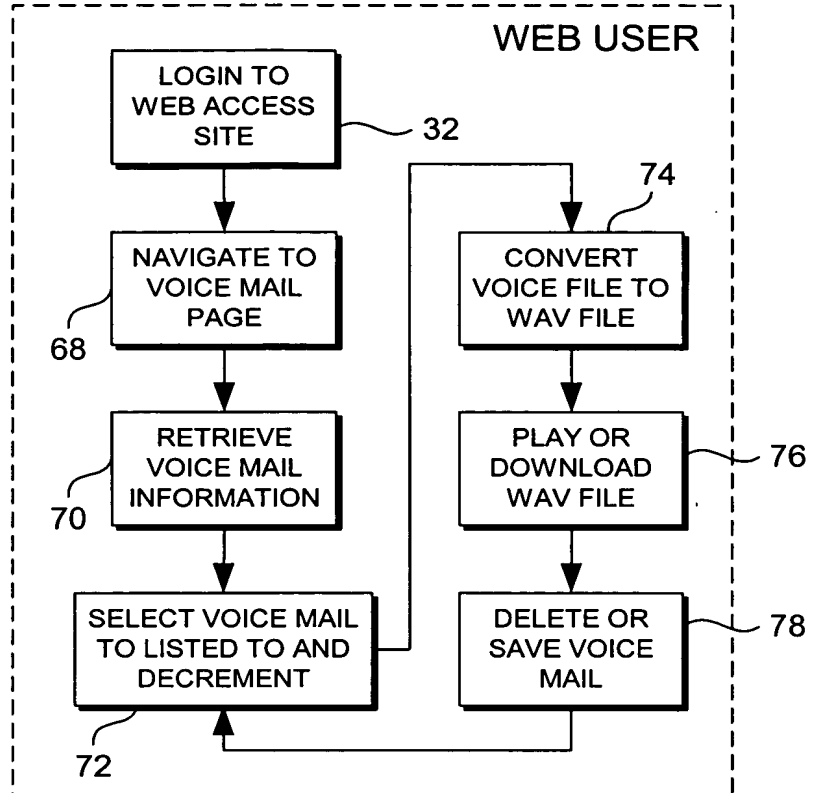 WEB USER
LOGIN TO
WEB ACCESS
SITE
32
NAVIGATE TO
VOICE MAIL
PAGE
68
RETRIEVE
VOICE MAIL
INFORMATION
70
SELECT VOICE MAIL
TO LISTED TO AND
DECREMENT
72
74
CONVERT
VOICE FILE TO
WAV FILE
PLAY OR
DOWNLOAD
WAV FILE
76
DELETE OR
SAVE VOICE
MAIL
78